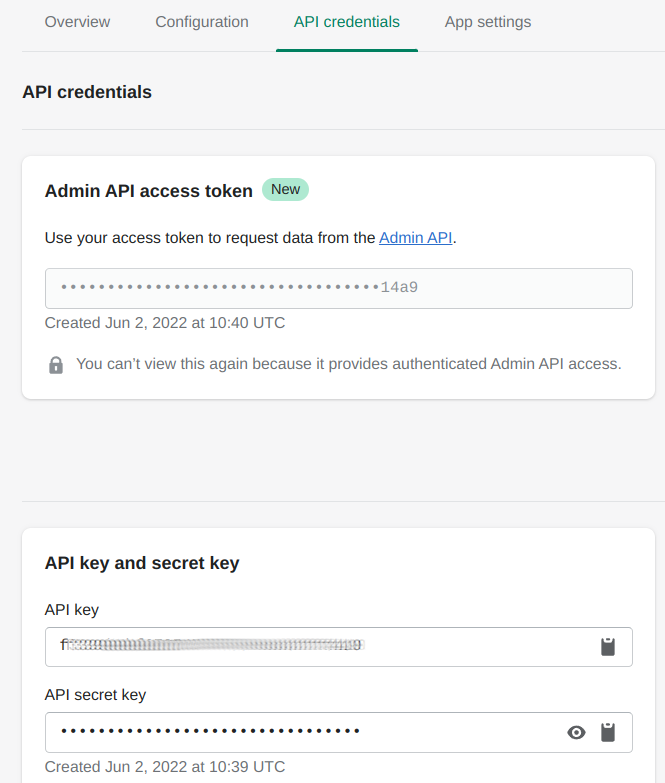 Overview Configuration API credentials App settings
API credentials
Admin API access token New
Use your access token to request data from the Admin API.
••••••••••••••••••••••••••••••••14a9
Created Jun 2, 2022 at 10:40 UTC
You can’t view this again because it provides authenticated Admin API access.
API key and secret key
API key
API secret key
••••••••••••••••••••••••••••••••
Created Jun 2, 2022 at 10:39 UTC